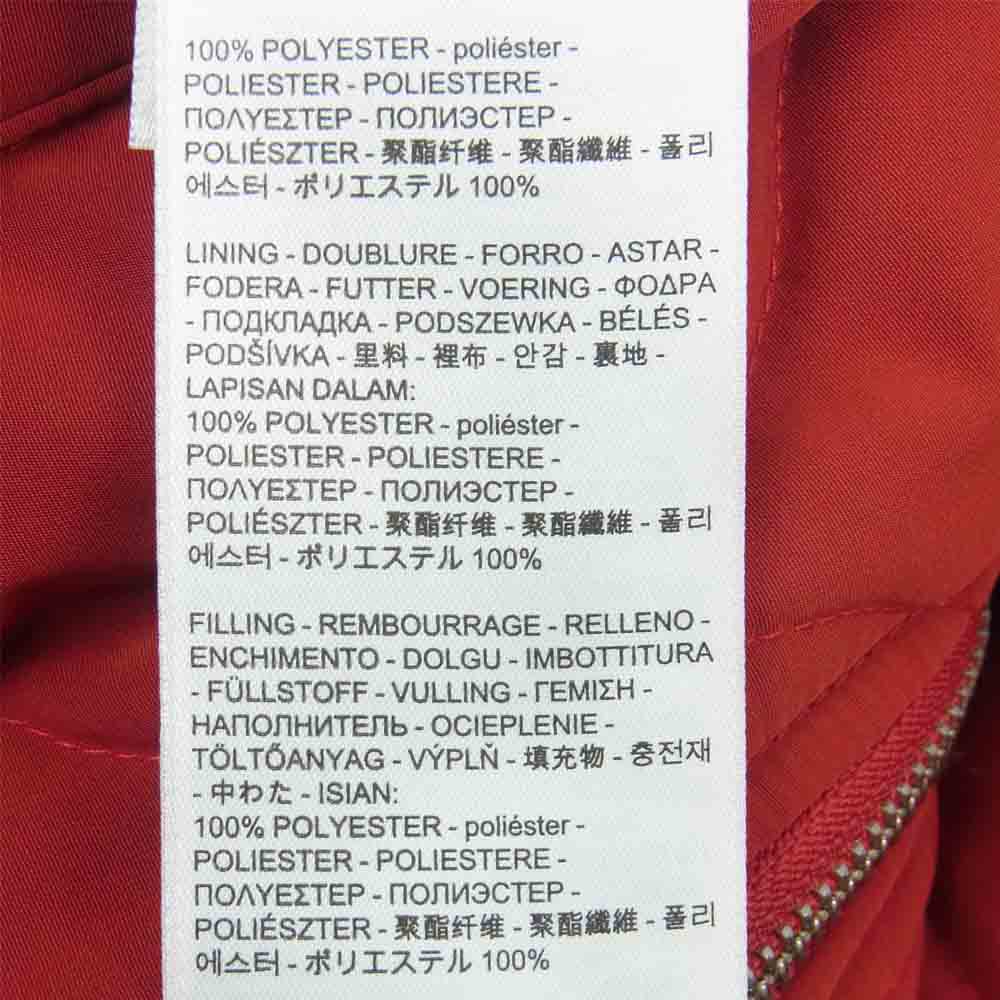 100% POLYESTER - poliéster -
POLIESTER - POLIESTERE -
ΠΟΛΥΕΣΤΕΡ - ПОЛИЭСТЕР -
POLIÉSZTER - 聚酯纤维 - 聚酯纖維 - 폴리
에스터 - ポリエステル 100%
LINING - DOUBLURE - FORRO - ASTAR -
FODERA - FUTTER - VOERING - ΦΟΔΡΑ
- ПОДКЛАДКА - PODSZEWKA - BÉLÉS -
PODŠÍVKA - 里料 - 裡布 - 안감 - 裏地 -
LAPISAN DALAM:
100% POLYESTER - poliéster -
POLIESTER - POLIESTERE -
ΠΟΛΥΕΣΤΕΡ - ПОЛИЭСТЕР -
POLIÉSZTER - 聚酯纤维 - 聚酯纖維 - 폴리
에스터 - ポリエステル 100%
FILLING - REMBOURRAGE - RELLENO -
ENCHIMENTO - DOLGU - IMBOTTITURA
- FÜLLSTOFF - VULLING - ΓΕΜΙΣΗ -
НАПОЛНИТЕЛЬ - OCIEPLENIE -
TÖLTŐANYAG - VÝPLŇ - 填充物 - 충전재
- 中わた - ISIAN:
100% POLYESTER - poliéster -
POLIESTER - POLIESTERE -
ΠΟΛΥΕΣΤΕΡ - ПОЛИЭСТЕР -
POLIÉSZTER - 聚酯纤维 - 聚酯纖維 - 폴리
에스터 - ポリエステル 100%